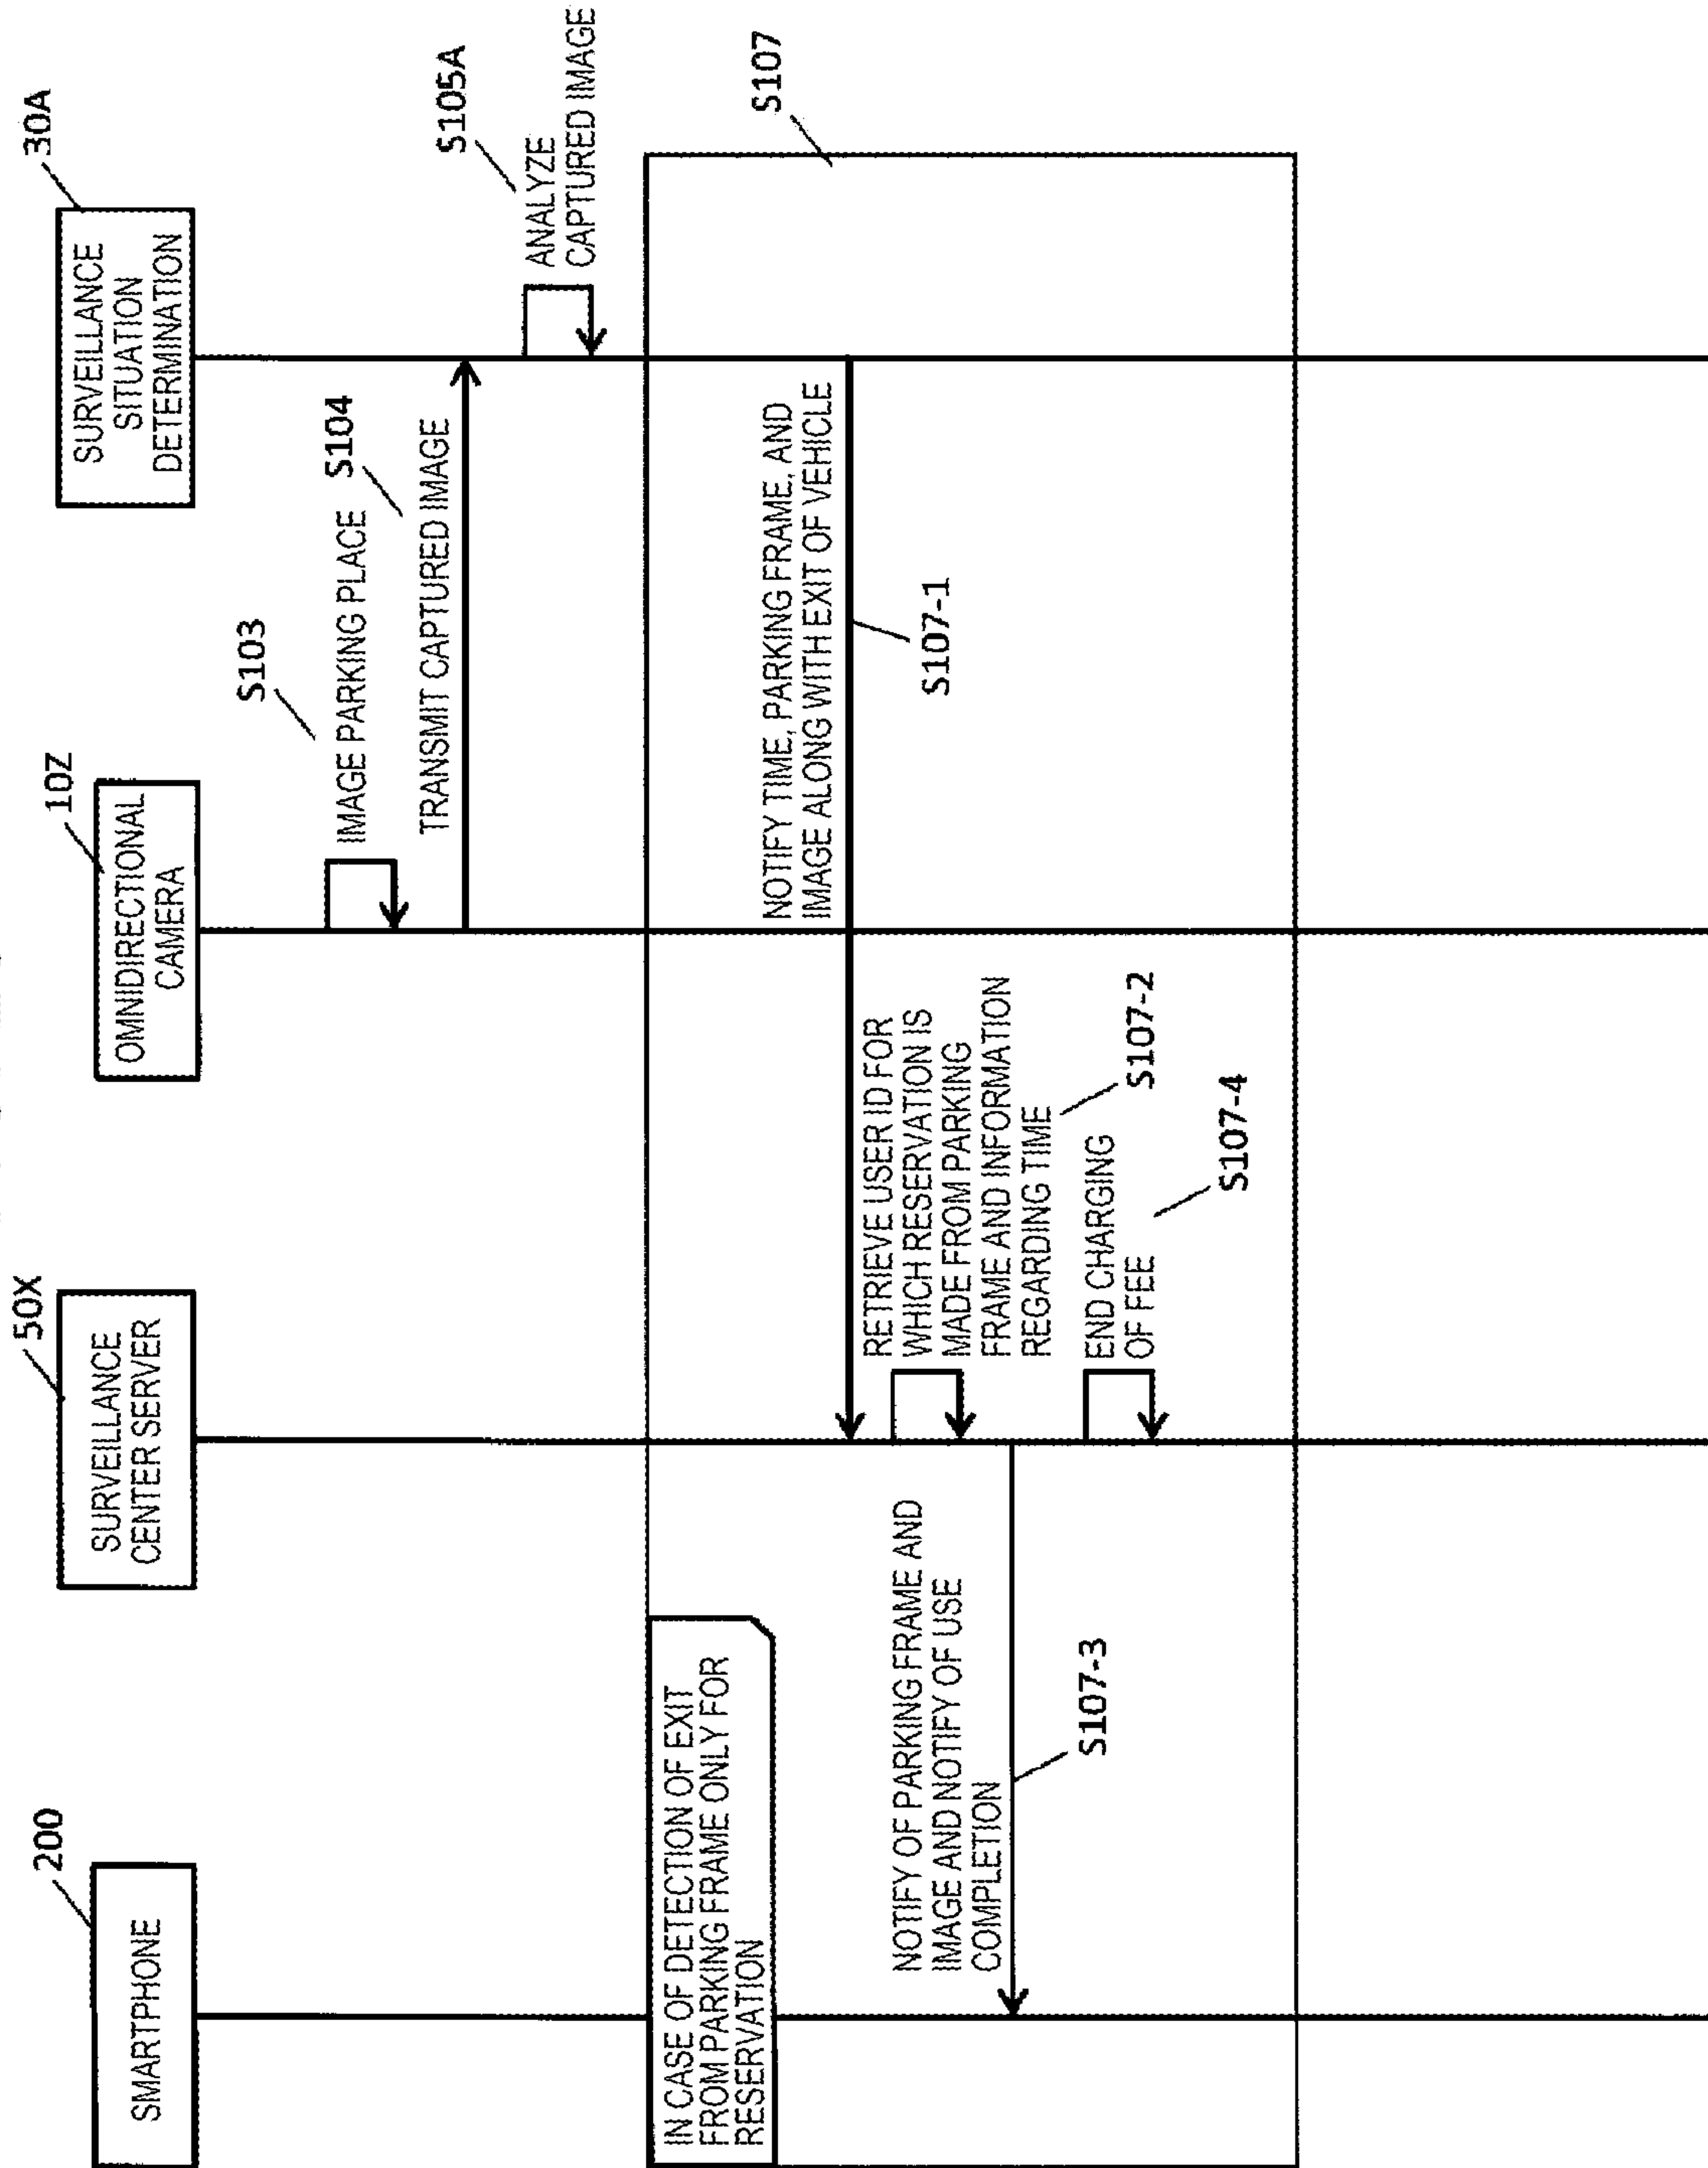 SMARTPHONE
200
SURVEILLANCE
CENTER SERVER
50X
OMNIDIRECTIONAL
CAMERA
10Z
SURVEILLANCE
SITUATION
DETERMINATION
30A
S103
IMAGE PARKING PLACE
S104
TRANSMIT CAPTURED IMAGE
S105A
ANALYZE
CAPTURED IMAGE
S107
IN CASE OF DETECTION OF EXIT
FROM PARKING FRAME ONLY FOR
RESERVATION
NOTIFY TIME, PARKING FRAME, AND
IMAGE ALONG WITH EXIT OF VEHICLE
S107-1
RETRIEVE USER ID FOR
WHICH RESERVATION IS
MADE FROM PARKING
FRAME AND INFORMATION
REGARDING TIME
S107-2
NOTIFY OF PARKING FRAME AND
IMAGE AND NOTIFY OF USE
COMPLETION
S107-3
END CHARGING
OF FEE
S107-4